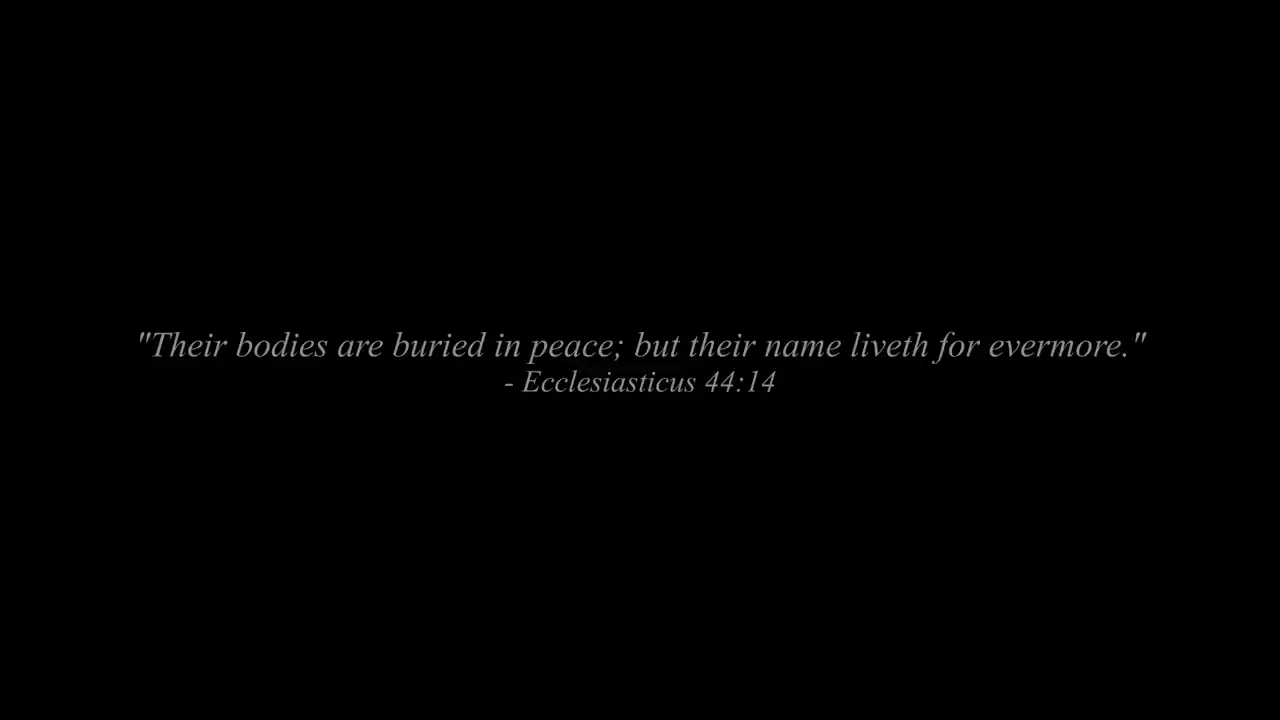 "Their bodies are buried in peace; but their name liveth for evermore."
- Ecclesiasticus 44:14